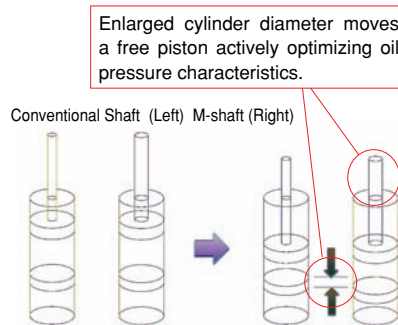 Enlarged cylinder diameter moves
a free piston actively optimizing oil
pressure characteristics.
Conventional Shaft (Left) M-shaft (Right)